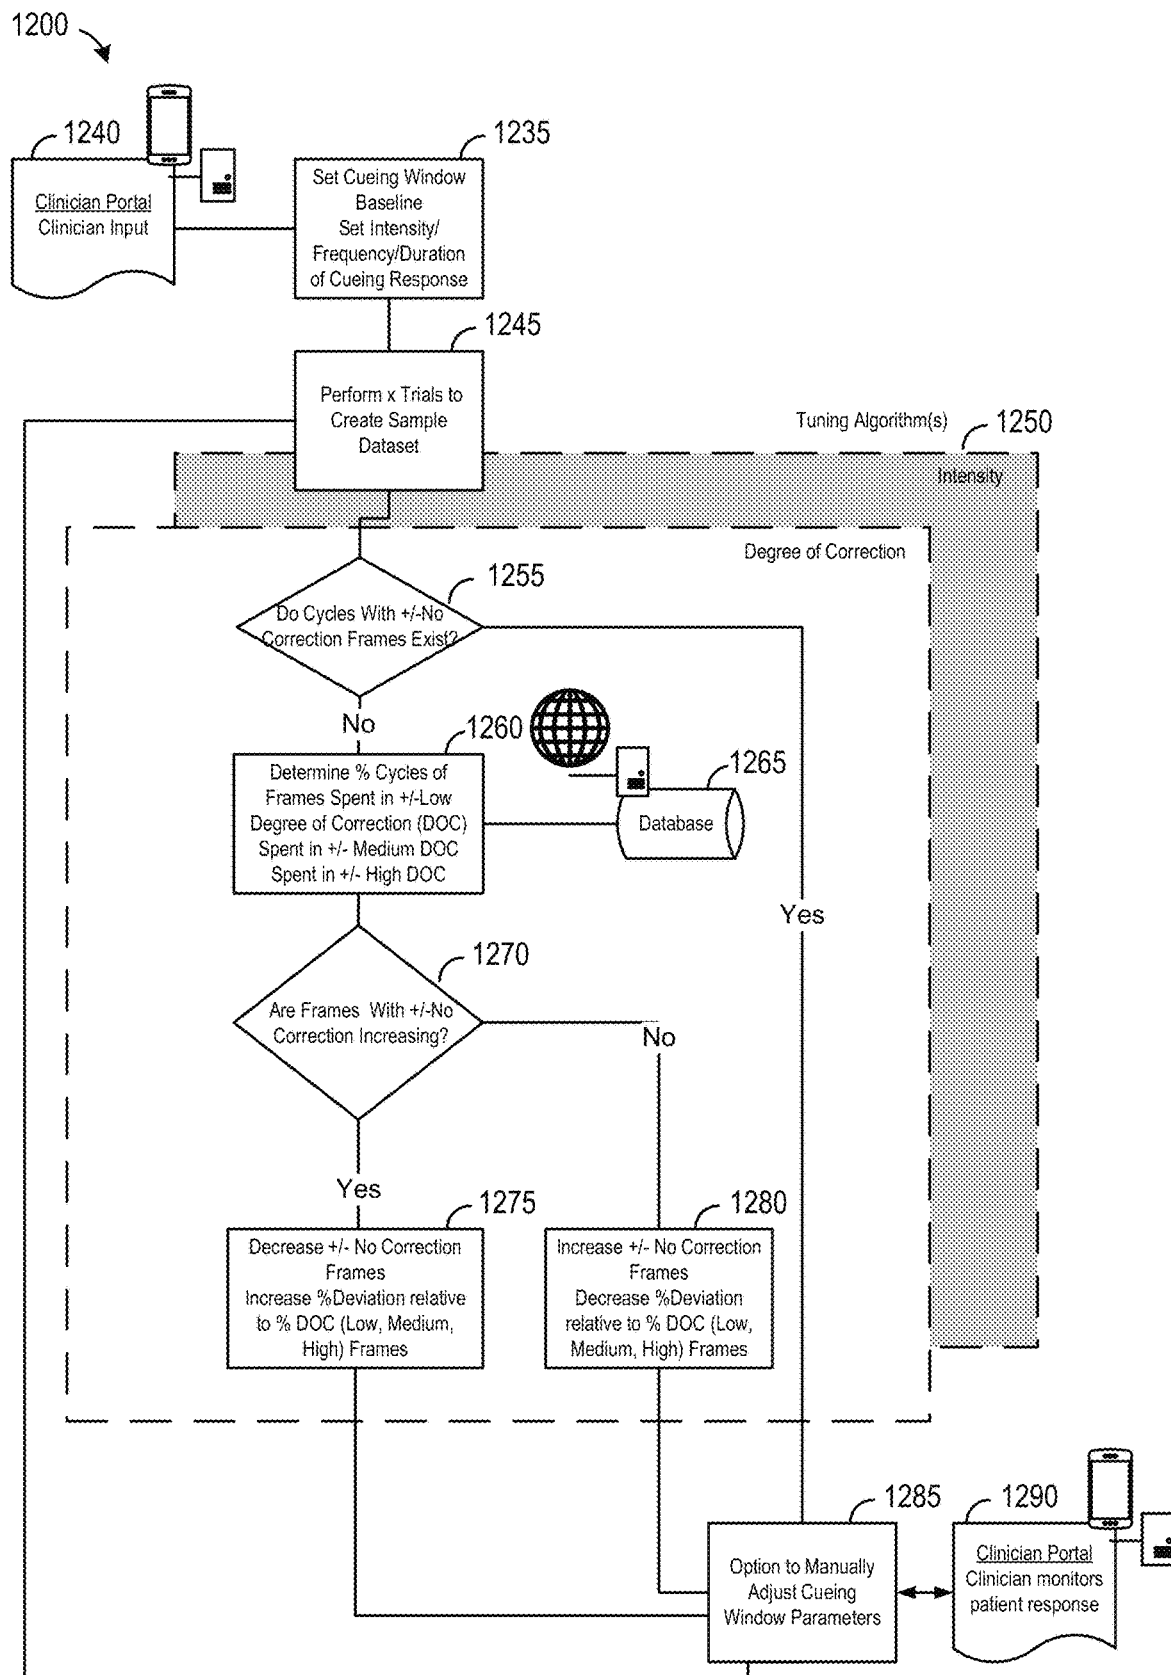 1200
1240
Clinician Portal
Clinician Input
1235
Set Cueing Window
Baseline
Set Intensity/
Frequency/Duration
of Cueing Response
1245
Perform x Trials to
Create Sample
Dataset
Tuning Algorithm(s)
1250
Intensity
Degree of Correction
1255
Do Cycles With +/-No
Correction Frames Exist?
No
1260
Determine % Cycles of
Frames Spent in +/-Low
Degree of Correction (DOC)
Spent in +/- Medium DOC
Spent in +/- High DOC
1265
Database
Yes
1270
Are Frames With +/-No
Correction Increasing?
No
Yes
1275
Decrease +/- No Correction
Frames
Increase %Deviation relative
to % DOC (Low, Medium,
High) Frames
1280
Increase +/- No Correction
Frames
Decrease %Deviation
relative to % DOC (Low,
Medium, High) Frames
1285
Option to Manually
Adjust Cueing
Window Parameters
1290
Clinician Portal
Clinician monitors
patient response